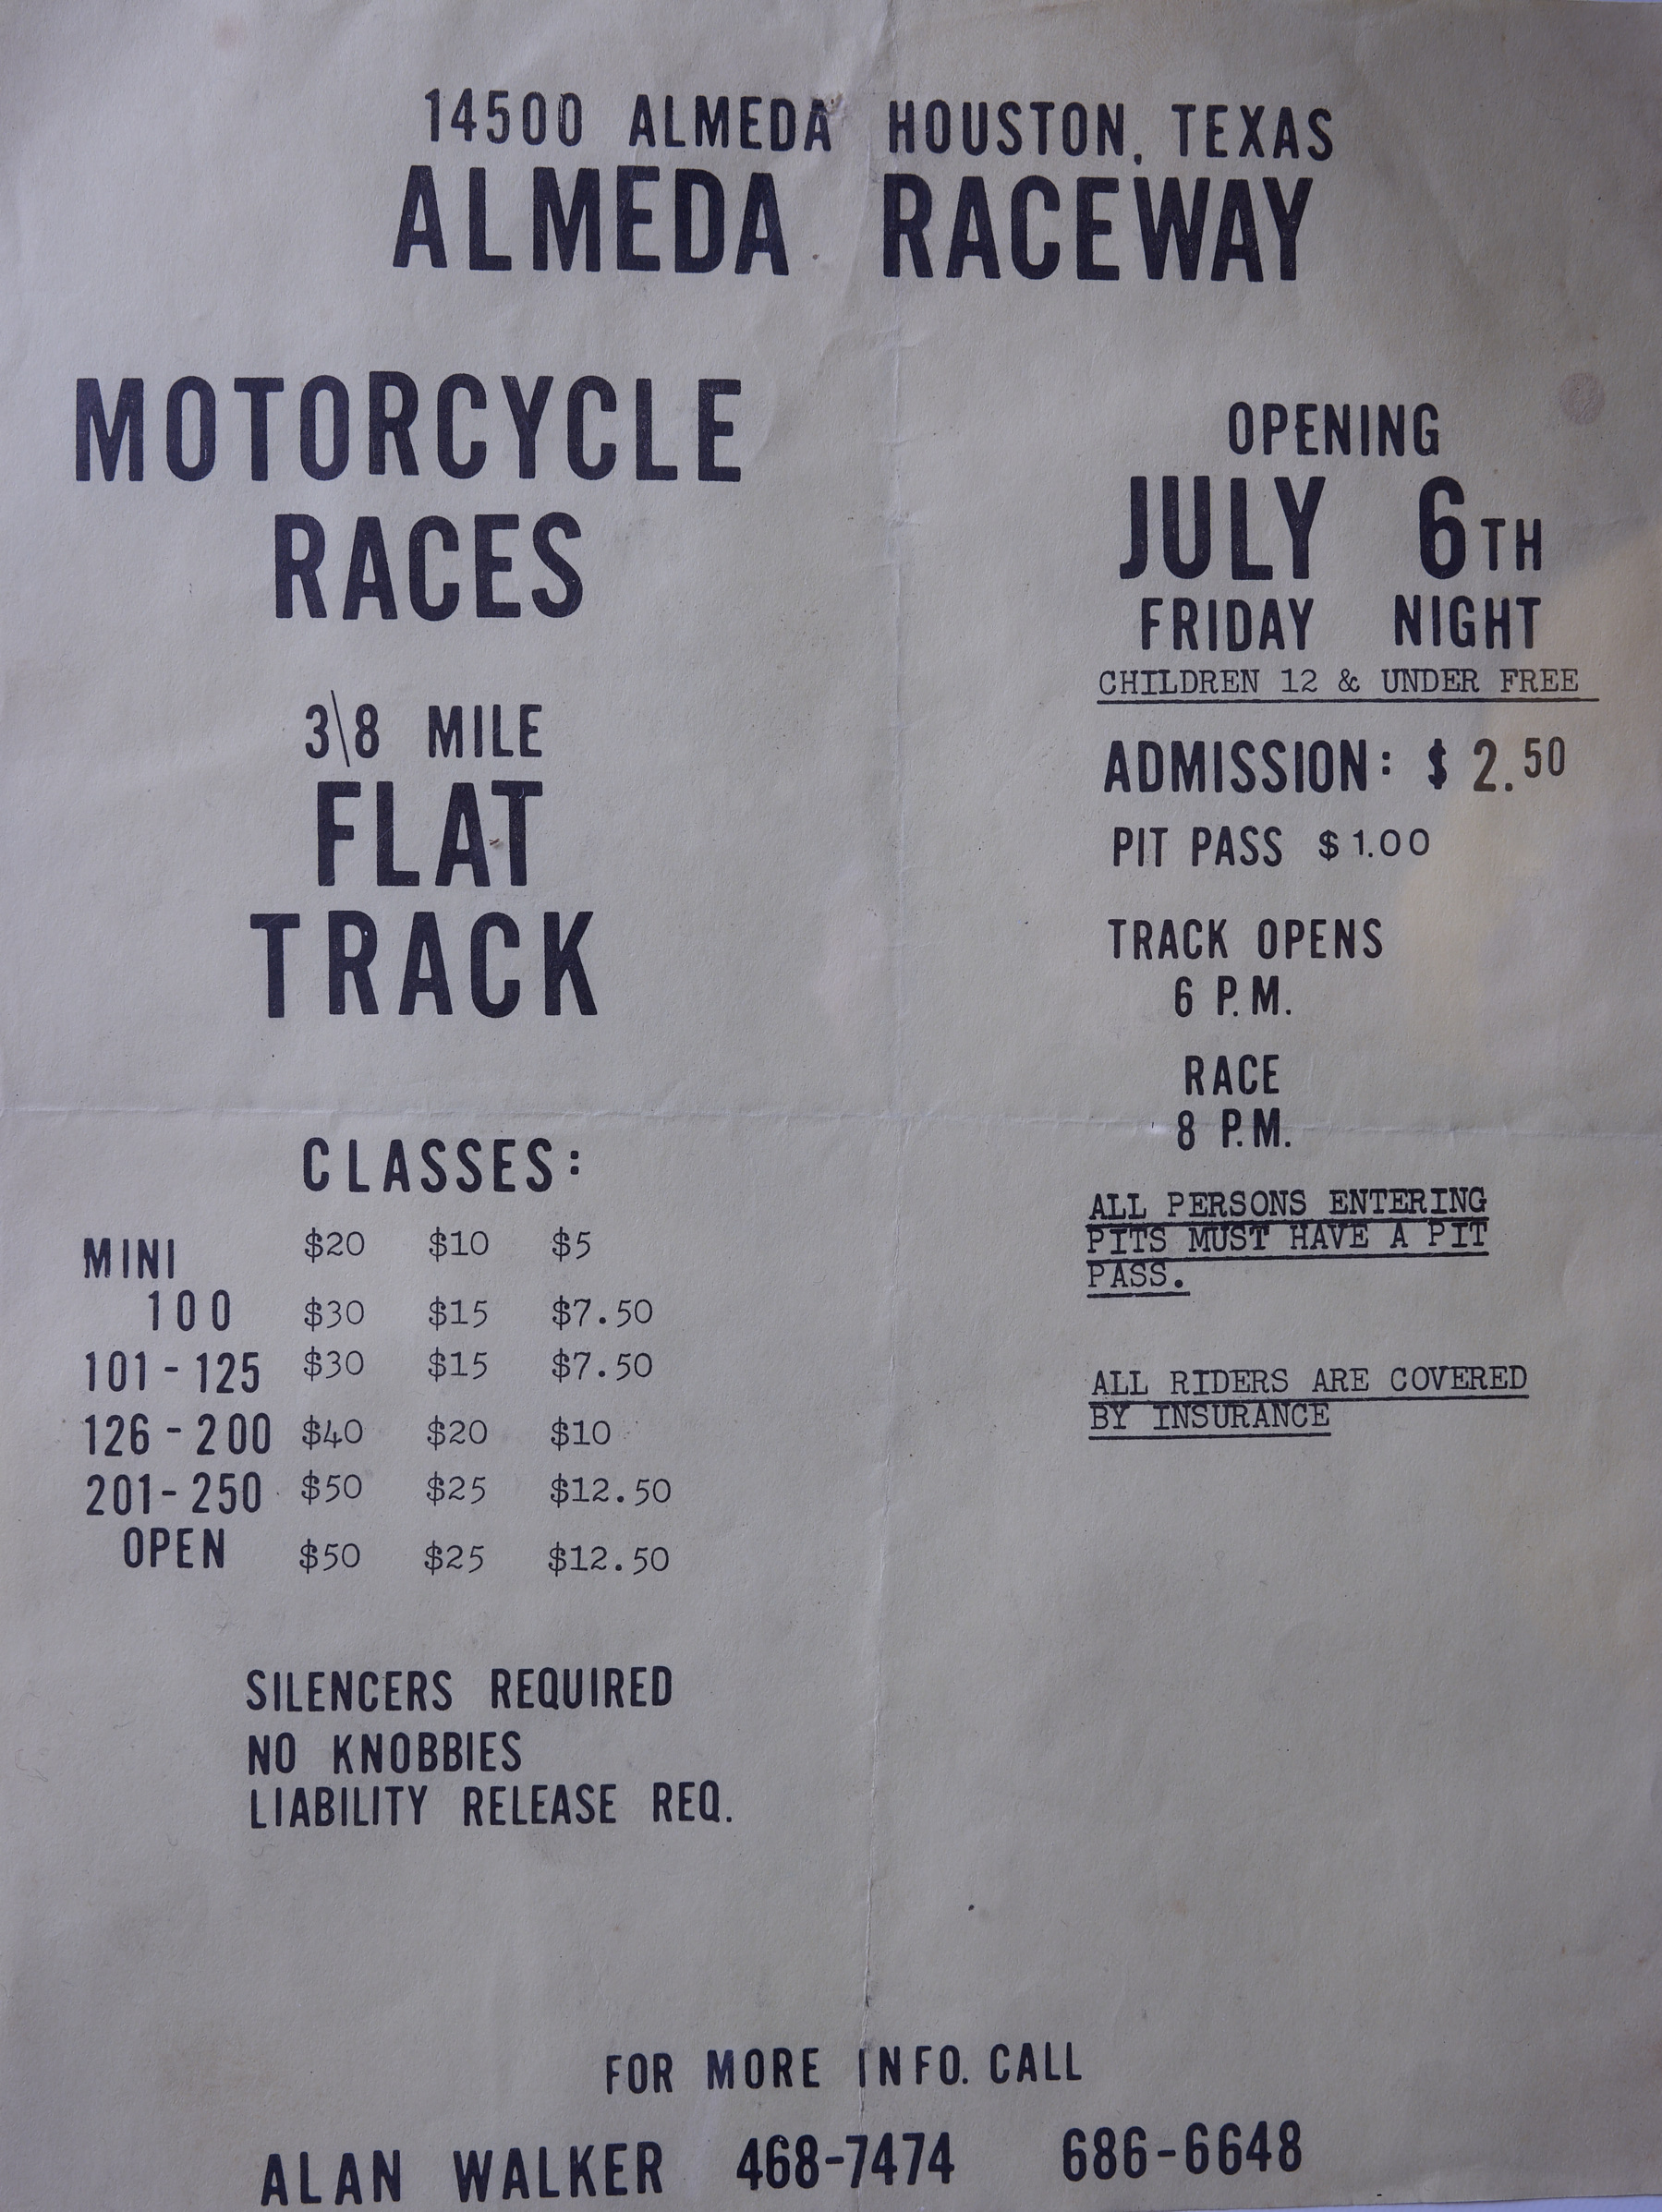 14500 ALMEDA HOUSTON, TEXAS
ALMEDA RACEWAY
MOTORCYCLE
RACES
3\8 MILE
FLAT
TRACK
OPENING
JULY 6TH
FRIDAY NIGHT
CHILDREN 12 & UNDER FREE
ADMISSION: $ 2.50
PIT PASS $1.00
TRACK OPENS
6 P.M.
RACE
8 P.M.
ALL PERSONS ENTERING
PITS MUST HAVE A PIT
PASS.
ALL RIDERS ARE COVERED
BY INSURANCE
CLASSES:
MINI $20 $10 $5
100 $30 $15 $7.50
101-125 $30 $15 $7.50
126-200 $40 $20 $10
201-250 $50 $25 $12.50
OPEN $50 $25 $12.50
SILENCERS REQUIRED
NO KNOBBIES
LIABILITY RELEASE REQ.
FOR MORE INFO. CALL
ALAN WALKER 468-7474 686-6648